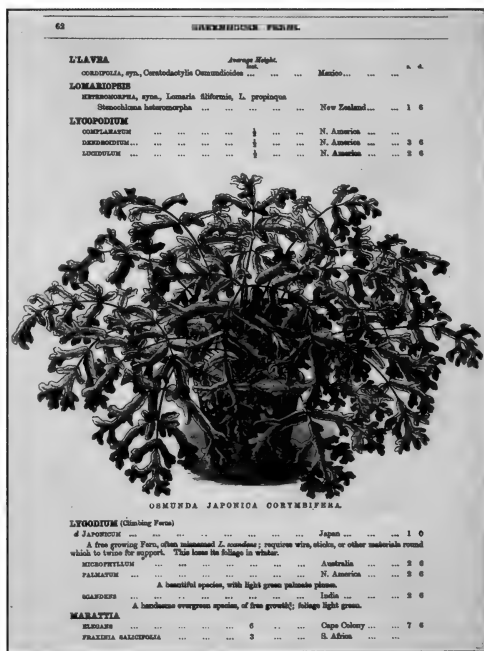 62 GREENHOUSE FERNS.
L'LAVEA Average Height. feet. s. d.
CORDIFOLIA, syn., Ceratodactylis Osmundioides ... ... ... Mexico... ... ...
LOMARIOPSIS
HETEROMORPHA, syns., Lomaria filiformis, L. propinqua
Stenochlœna heteromorpha ... ... ... ... ... New Zealand... ... 1 6
LYCOPODIUM
COMPLANATUM ... ... ... ... ½ ... ... N. America ... ...
DENDROIDIUM... ... ... ... ... ½ ... ... N. America ... ... 3 6
LUCIDULUM ... ... ... ... ½ ... ... N. America ... ... 2 6
OSMUNDA JAPONICA CORYMBIFERA.
LYGODIUM (Climbing Ferns)
d JAPONICUM ... ... ... ... ... ... ... ... Japan ... ... ... 1 0
A free growing Fern, often misnamed L. scandens; requires wire, sticks, or other materials round
which to twine for support. This loses its foliage in winter.
MICROPHYLLUM ... ... ... ... ... ... ... Australia ... ... 2 6
PALMATUM ... ... ... ... ... ... ... ... N. America ... ... 2 6
A beautiful species, with light green palmate pinnæ.
SCANDENS ... ... ... ... ... ... ... ... India ... ... ... 2 6
A handsome evergreen species, of free growth; foliage light green.
MARATTIA
ELEGANS ... ... ... ... ... 6 .. ... Cape Colony ... ... 7 6
FRAXINIA SALICIFOLIA ... ... ... 3 ... ... S. Africa ... ...